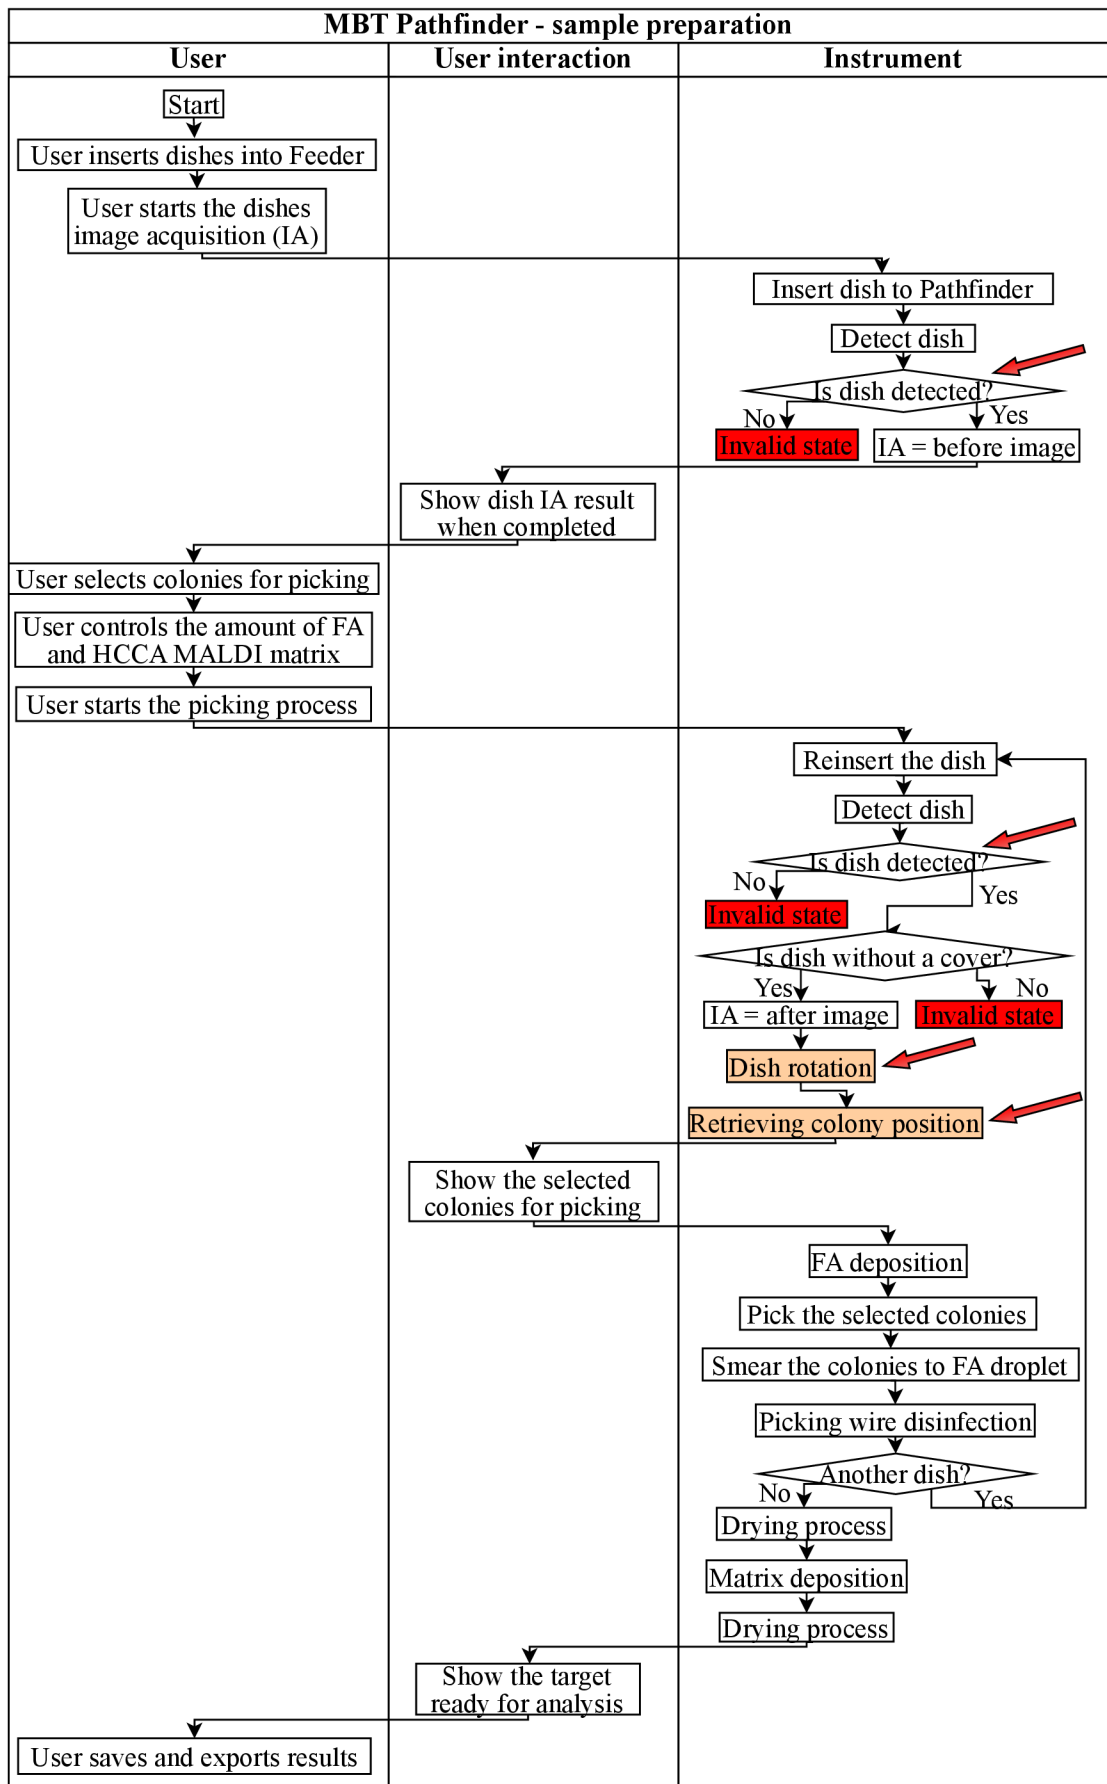 MBT Pathfinder - sample preparation
User
User interaction
Instrument
Start
User inserts dishes into Feeder
User starts the dishes
image acquisition (IA)
Insert dish to Pathfinder
Detect dish
Is dish detected?
No
Yes
Invalid state
IA = before image
Show dish IA result
when completed
User selects colonies for picking
User controls the amount of FA
and HCCA MALDI matrix
User starts the picking process
Reinsert the dish
Detect dish
Is dish detected?
No
Yes
Invalid state
Is dish without a cover?
Yes
No
IA = after image
Invalid state
Dish rotation
Retrieving colony position
Show the selected
colonies for picking
FA deposition
Pick the selected colonies
Smear the colonies to FA droplet
Picking wire disinfection
Another dish?
No
Yes
Drying process
Matrix deposition
Drying process
Show the target
ready for analysis
User saves and exports results